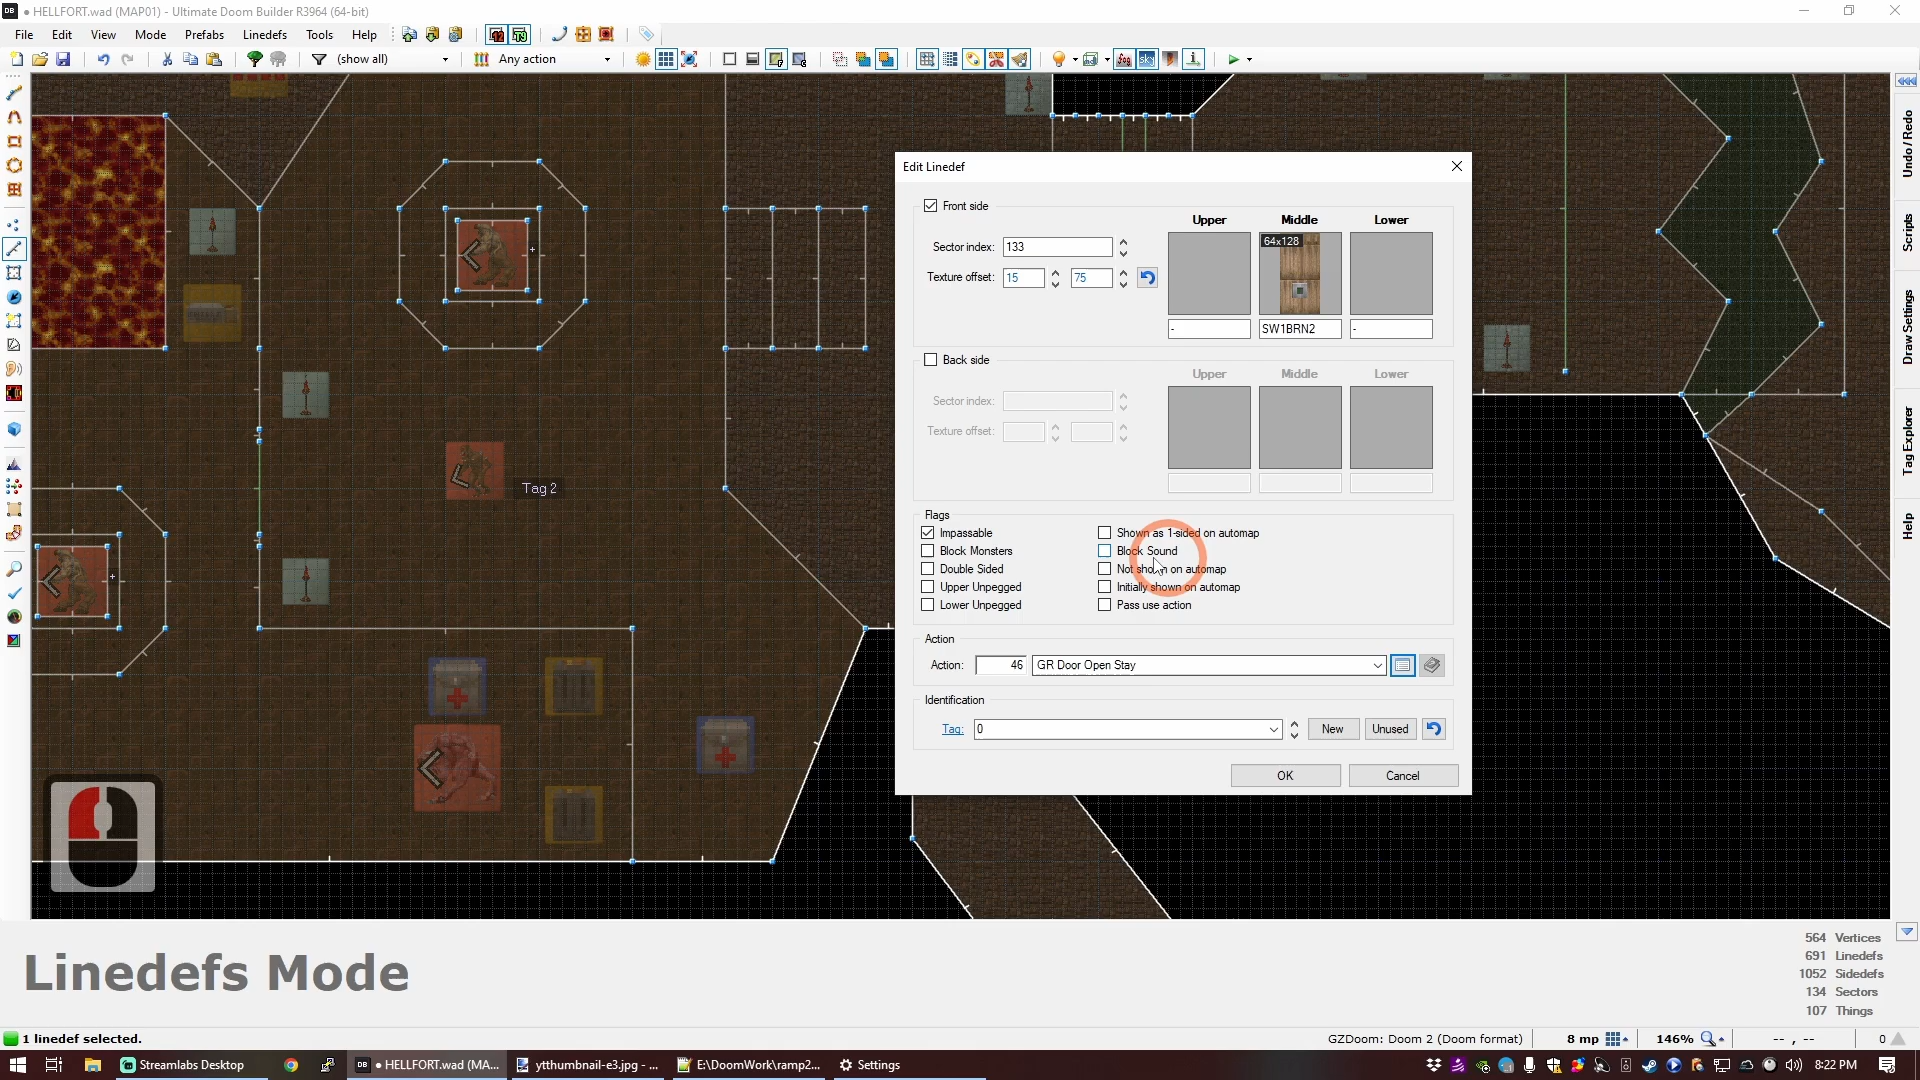 • HELLFORT.wad (MAP01) - Ultimate Doom Builder R3964 (64-bit)
File Edit View Mode Prefabs Linedefs Tools Help
(show all) Any action
Edit Linedef
Front side
Upper Middle Lower
Sector index: 133
64x128
Texture offset: 15 75
- SW1BRN2 -
Back side
Upper Middle Lower
Sector index:
Texture offset:
Flags
Impassable
Block Monsters
Double Sided
Upper Unpegged
Lower Unpegged
Shown as 1-sided on automap
Block Sound
Not shown on automap
Initially shown on automap
Pass use action
Action
Action: 46 GR Door Open Stay
Identification
Tag: 0 New Unused
OK Cancel
Tag 2
Undo / Redo
Scripts
Draw Settings
Tag Explorer
Help
Linedefs Mode
564 Vertices
691 Linedefs
1052 Sidedefs
134 Sectors
107 Things
1 linedef selected.
GZDoom: Doom 2 (Doom format) 8 mp 146% -- , -- 0
Streamlabs Desktop
• HELLFORT.wad (MA...
ytthumbnail-e3.jpg - ...
E:\DoomWork\ramp2...
Settings
8:22 PM